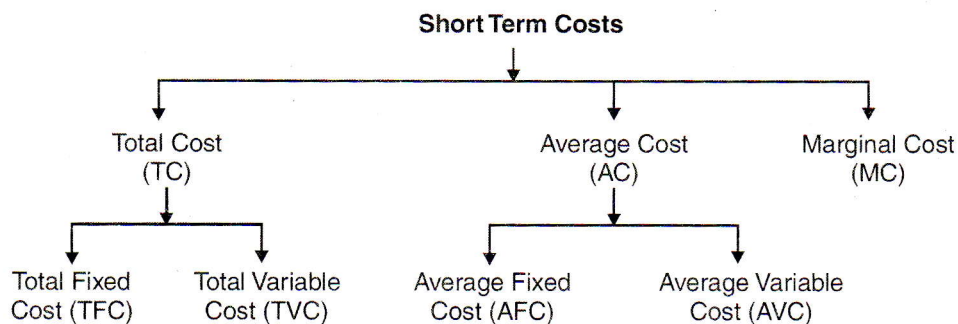 Short Term Costs
Total Cost
(TC)
Average Cost
(AC)
Marginal Cost
(MC)
Total Fixed
Cost (TFC)
Total Variable
Cost (TVC)
Average Fixed
Cost (AFC)
Average Variable
Cost (AVC)